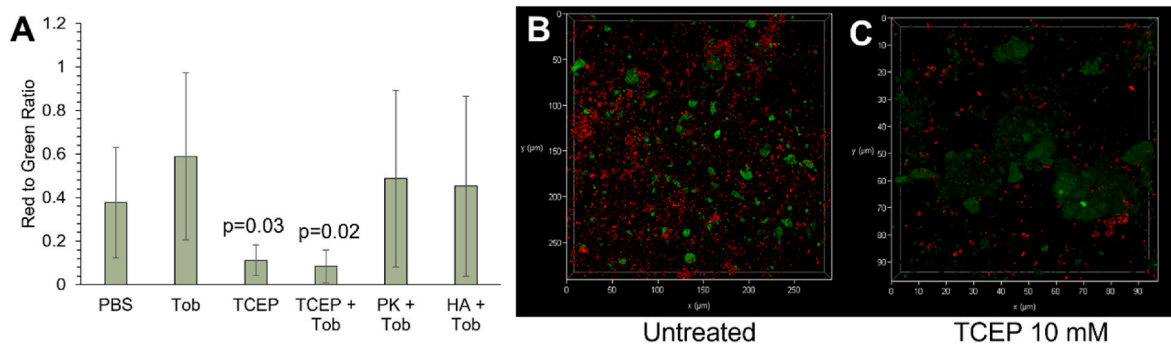 A
Red to Green Ratio
1.2
1
0.8
0.6
0.4
0.2
0
p=0.03
p=0.02
PBS
Tob
TCEP
TCEP +
Tob
PK +
Tob
HA +
Tob
B
0
50
100
150
200
250
y (µm)
0
50
100
150
200
250
x (µm)
Untreated
C
0
10
20
30
40
50
60
70
80
90
y (µm)
0
10
20
30
40
50
60
70
80
90
x (µm)
TCEP 10 mM